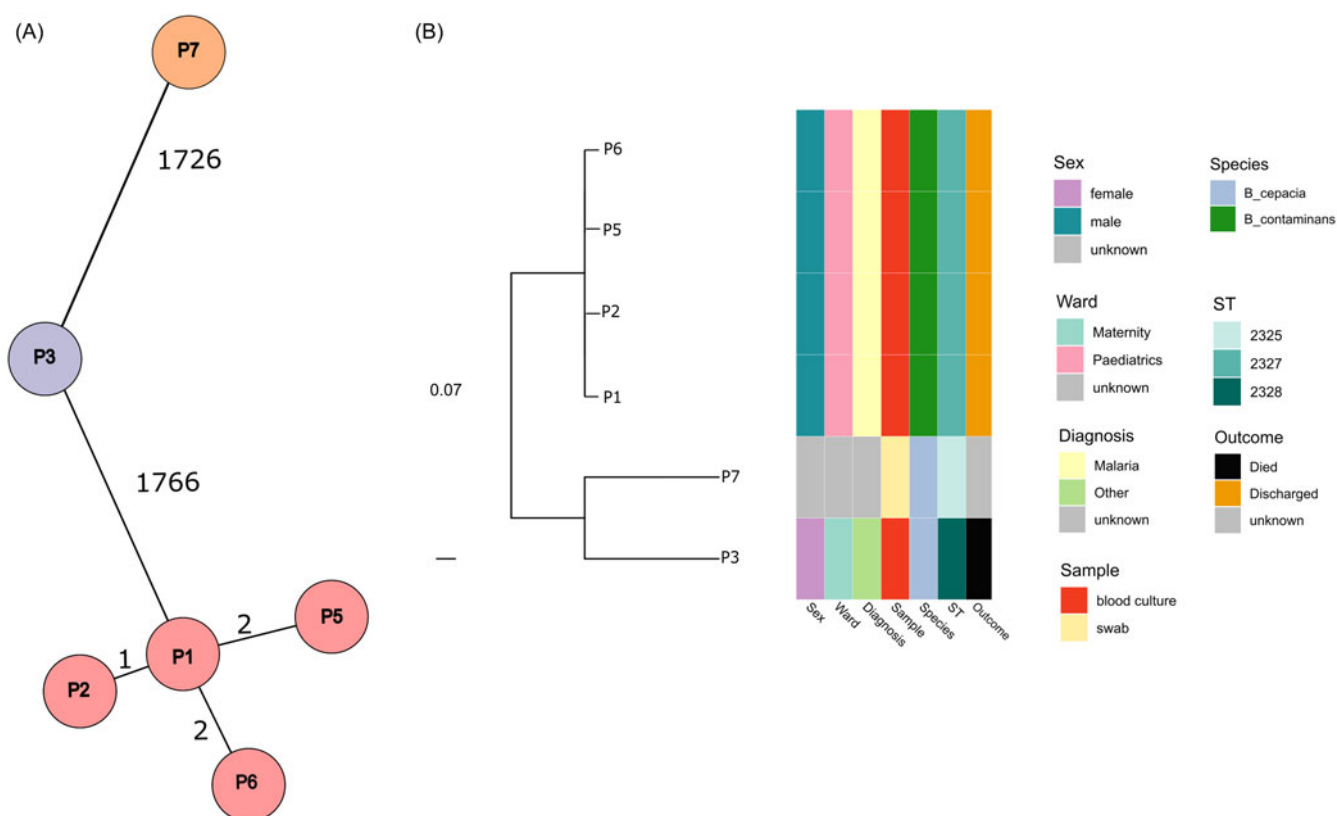 (A)
P7
1726
P3
1766
P5
2
P1
1
P2
2
P6
(B)
P6
P5
P2
P1
0.07
P7
P3
Sex
Ward
Diagnosis
Sample
Species
ST
Outcome
Sex
female
male
unknown
Ward
Maternity
Paediatrics
unknown
Diagnosis
Malaria
Other
unknown
Sample
blood culture
swab
Species
B_cepacia
B_contaminans
ST
2325
2327
2328
Outcome
Died
Discharged
unknown